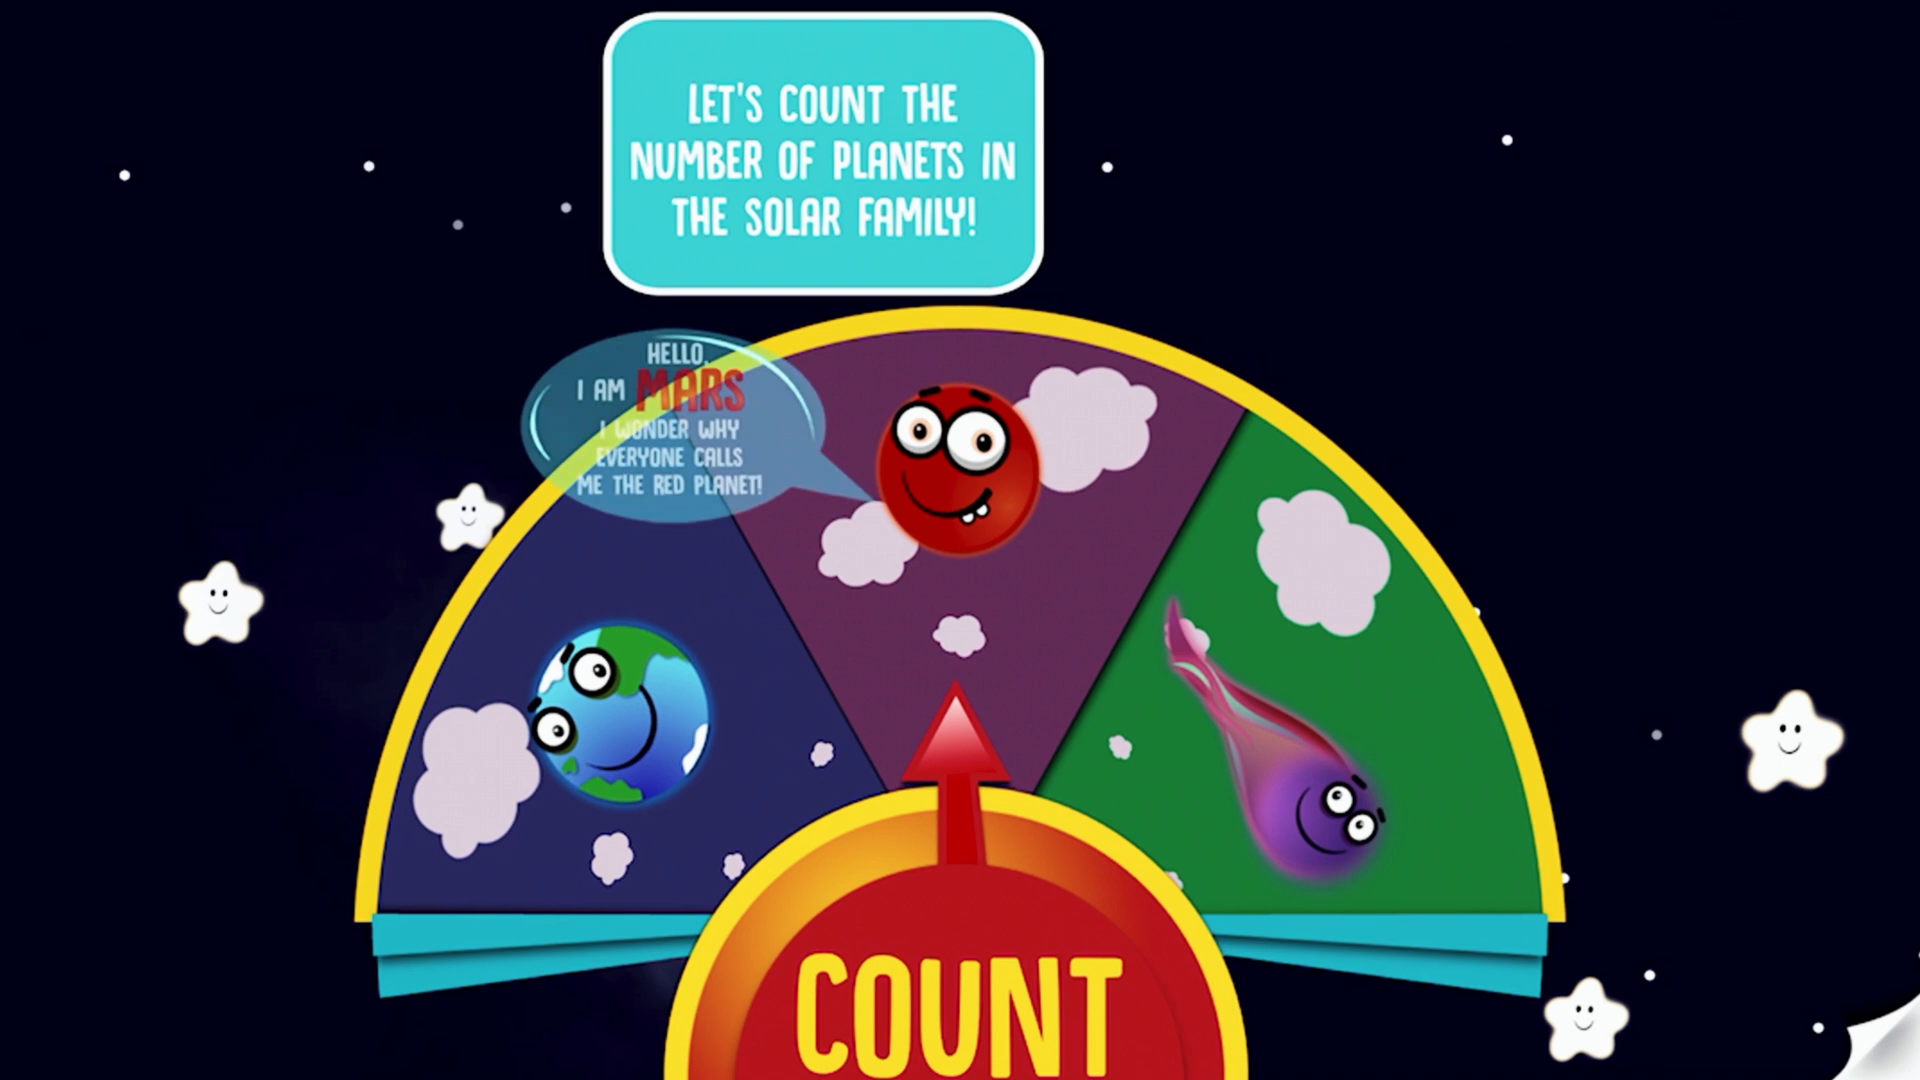 LET'S COUNT THE
NUMBER OF PLANETS IN
THE SOLAR FAMILY!
HELLO,
I AM MARS
I WONDER WHY
EVERYONE CALLS
ME THE RED PLANET!
COUNT